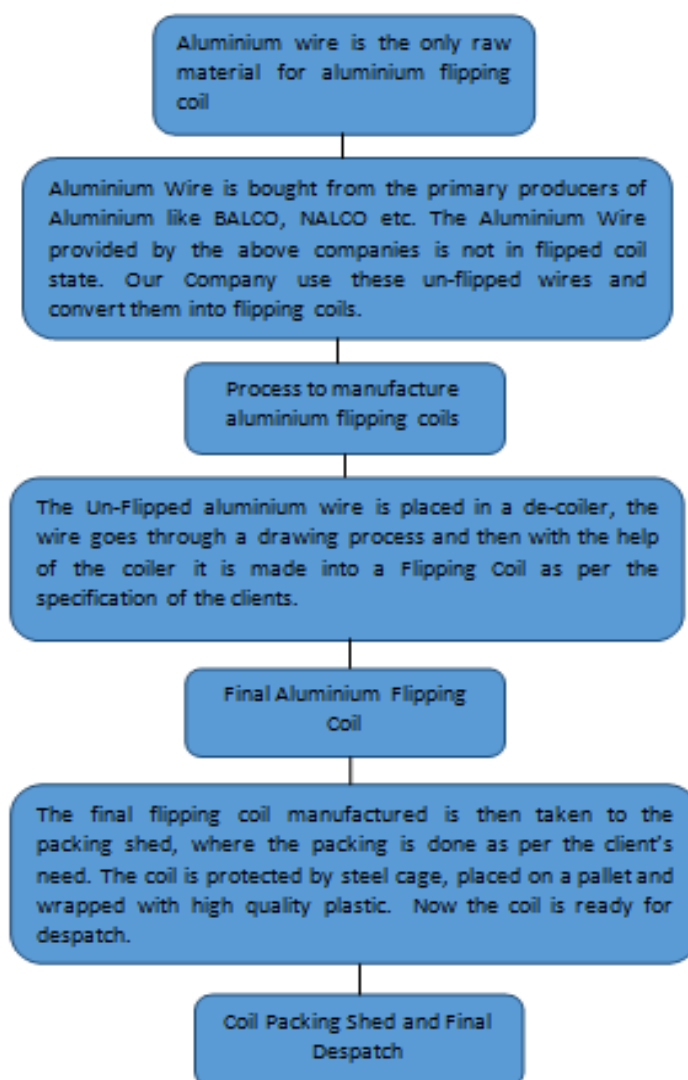 Aluminium wire is the only raw
material for aluminium flipping
coil
Aluminium Wire is bought from the primary producers of
Aluminium like BALCO, NALCO etc. The Aluminium Wire
provided by the above companies is not in flipped coil
state. Our Company use these un-flipped wires and
convert them into flipping coils.
Process to manufacture
aluminium flipping coils
The Un-Flipped aluminium wire is placed in a de-coiler, the
wire goes through a drawing process and then with the help
of the coiler it is made into a Flipping Coil as per the
specification of the clients.
Final Aluminium Flipping
Coil
The final flipping coil manufactured is then taken to the
packing shed, where the packing is done as per the client's
need. The coil is protected by steel cage, placed on a pallet and
wrapped with high quality plastic. Now the coil is ready for
despatch.
Coil Packing Shed and Final
Despatch